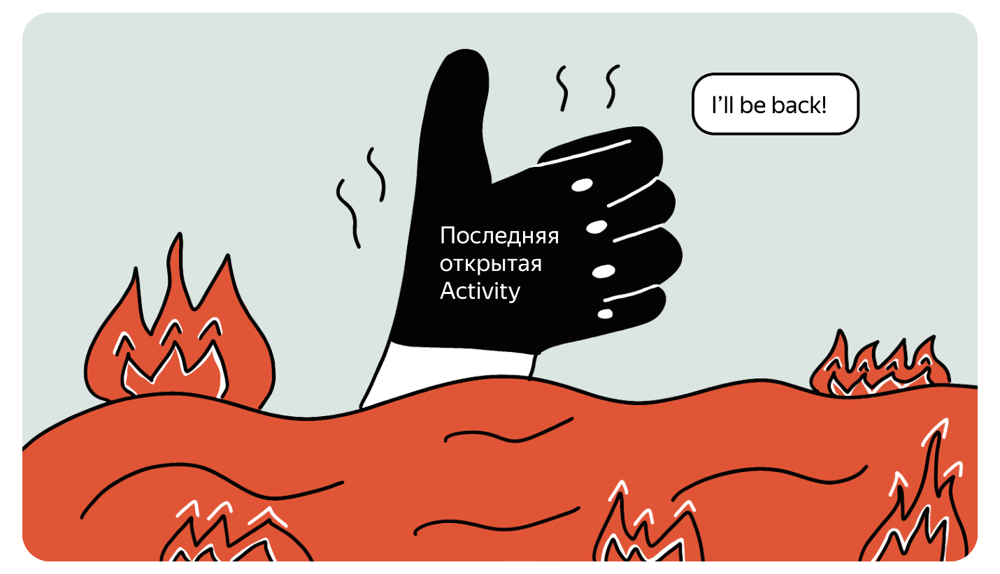 I’ll be back!
Последняя
открытая
Activity